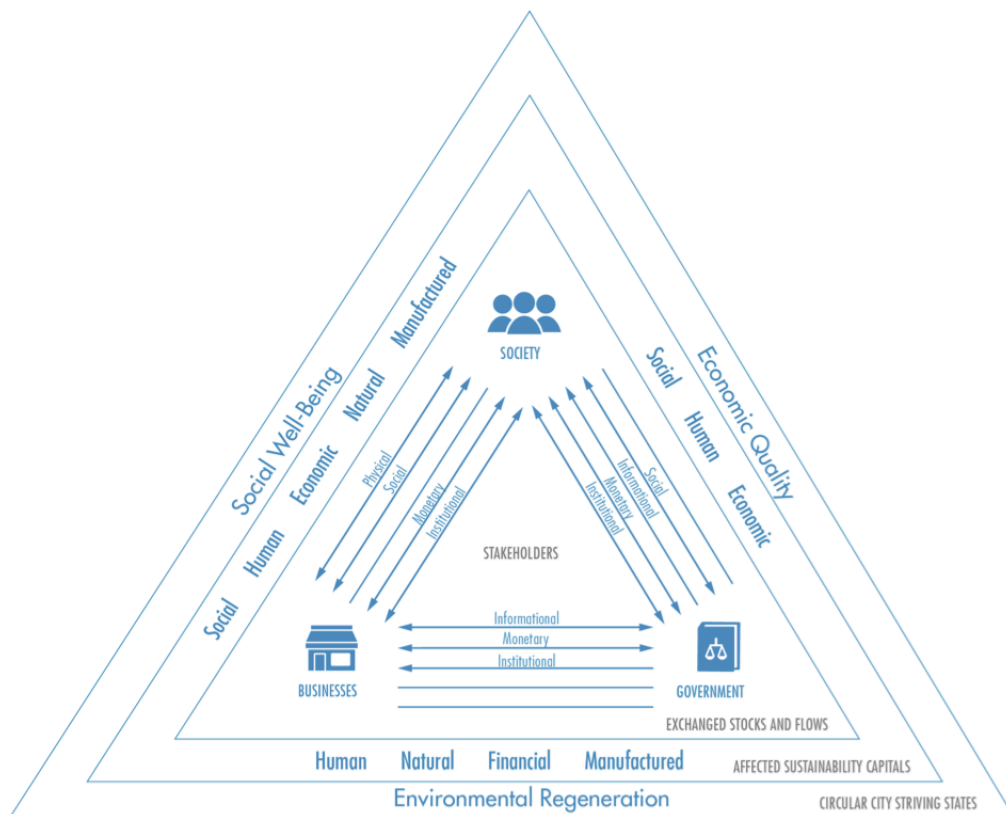 SOCIETY
Social Well-Being
Economic Quality
Manufactured
Natural
Economic
Human
Social
Social
Human
Economic
Physical
Social
Monetary
Institutional
Social
Informational
Monetary
Institutional
STAKEHOLDERS
Informational
Monetary
Institutional
BUSINESSES
GOVERNMENT
EXCHANGED STOCKS AND FLOWS
Human Natural Financial Manufactured
AFFECTED SUSTAINABILITY CAPITALS
Environmental Regeneration
CIRCULAR CITY STRIVING STATES